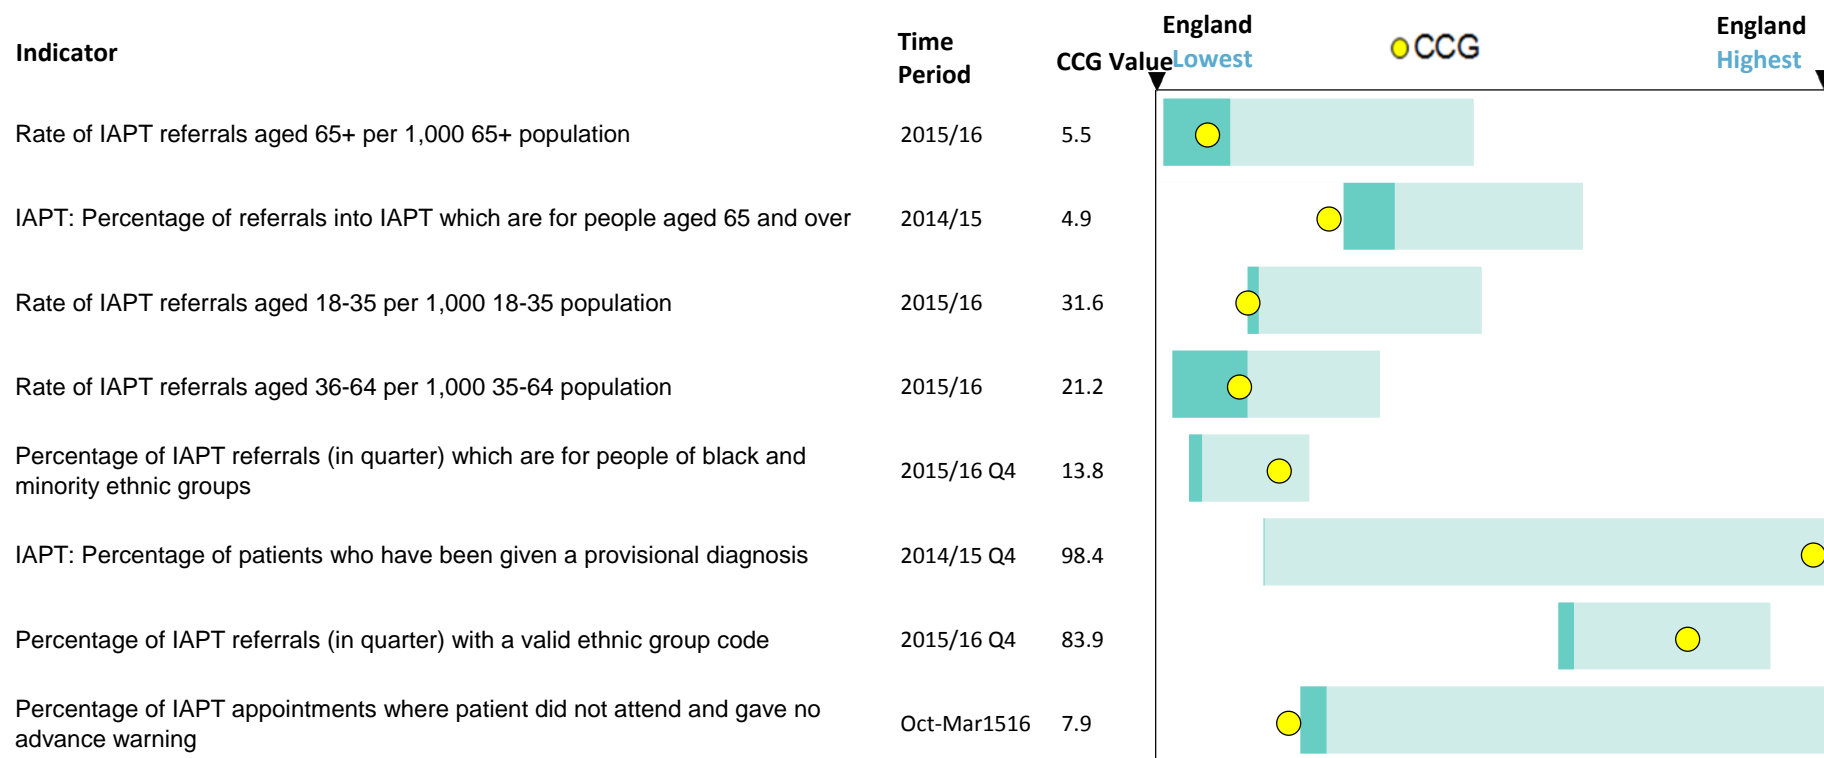 Indicator
Time
Period
CCG Value
England
Lowest
CCG
England
Highest
Rate of IAPT referrals aged 65+ per 1,000 65+ population 2015/16 5.5
IAPT: Percentage of referrals into IAPT which are for people aged 65 and over 2014/15 4.9
Rate of IAPT referrals aged 18-35 per 1,000 18-35 population 2015/16 31.6
Rate of IAPT referrals aged 36-64 per 1,000 35-64 population 2015/16 21.2
Percentage of IAPT referrals (in quarter) which are for people of black and
minority ethnic groups
2015/16 Q4 13.8
IAPT: Percentage of patients who have been given a provisional diagnosis 2014/15 Q4 98.4
Percentage of IAPT referrals (in quarter) with a valid ethnic group code 2015/16 Q4 83.9
Percentage of IAPT appointments where patient did not attend and gave no
advance warning
Oct-Mar1516 7.9